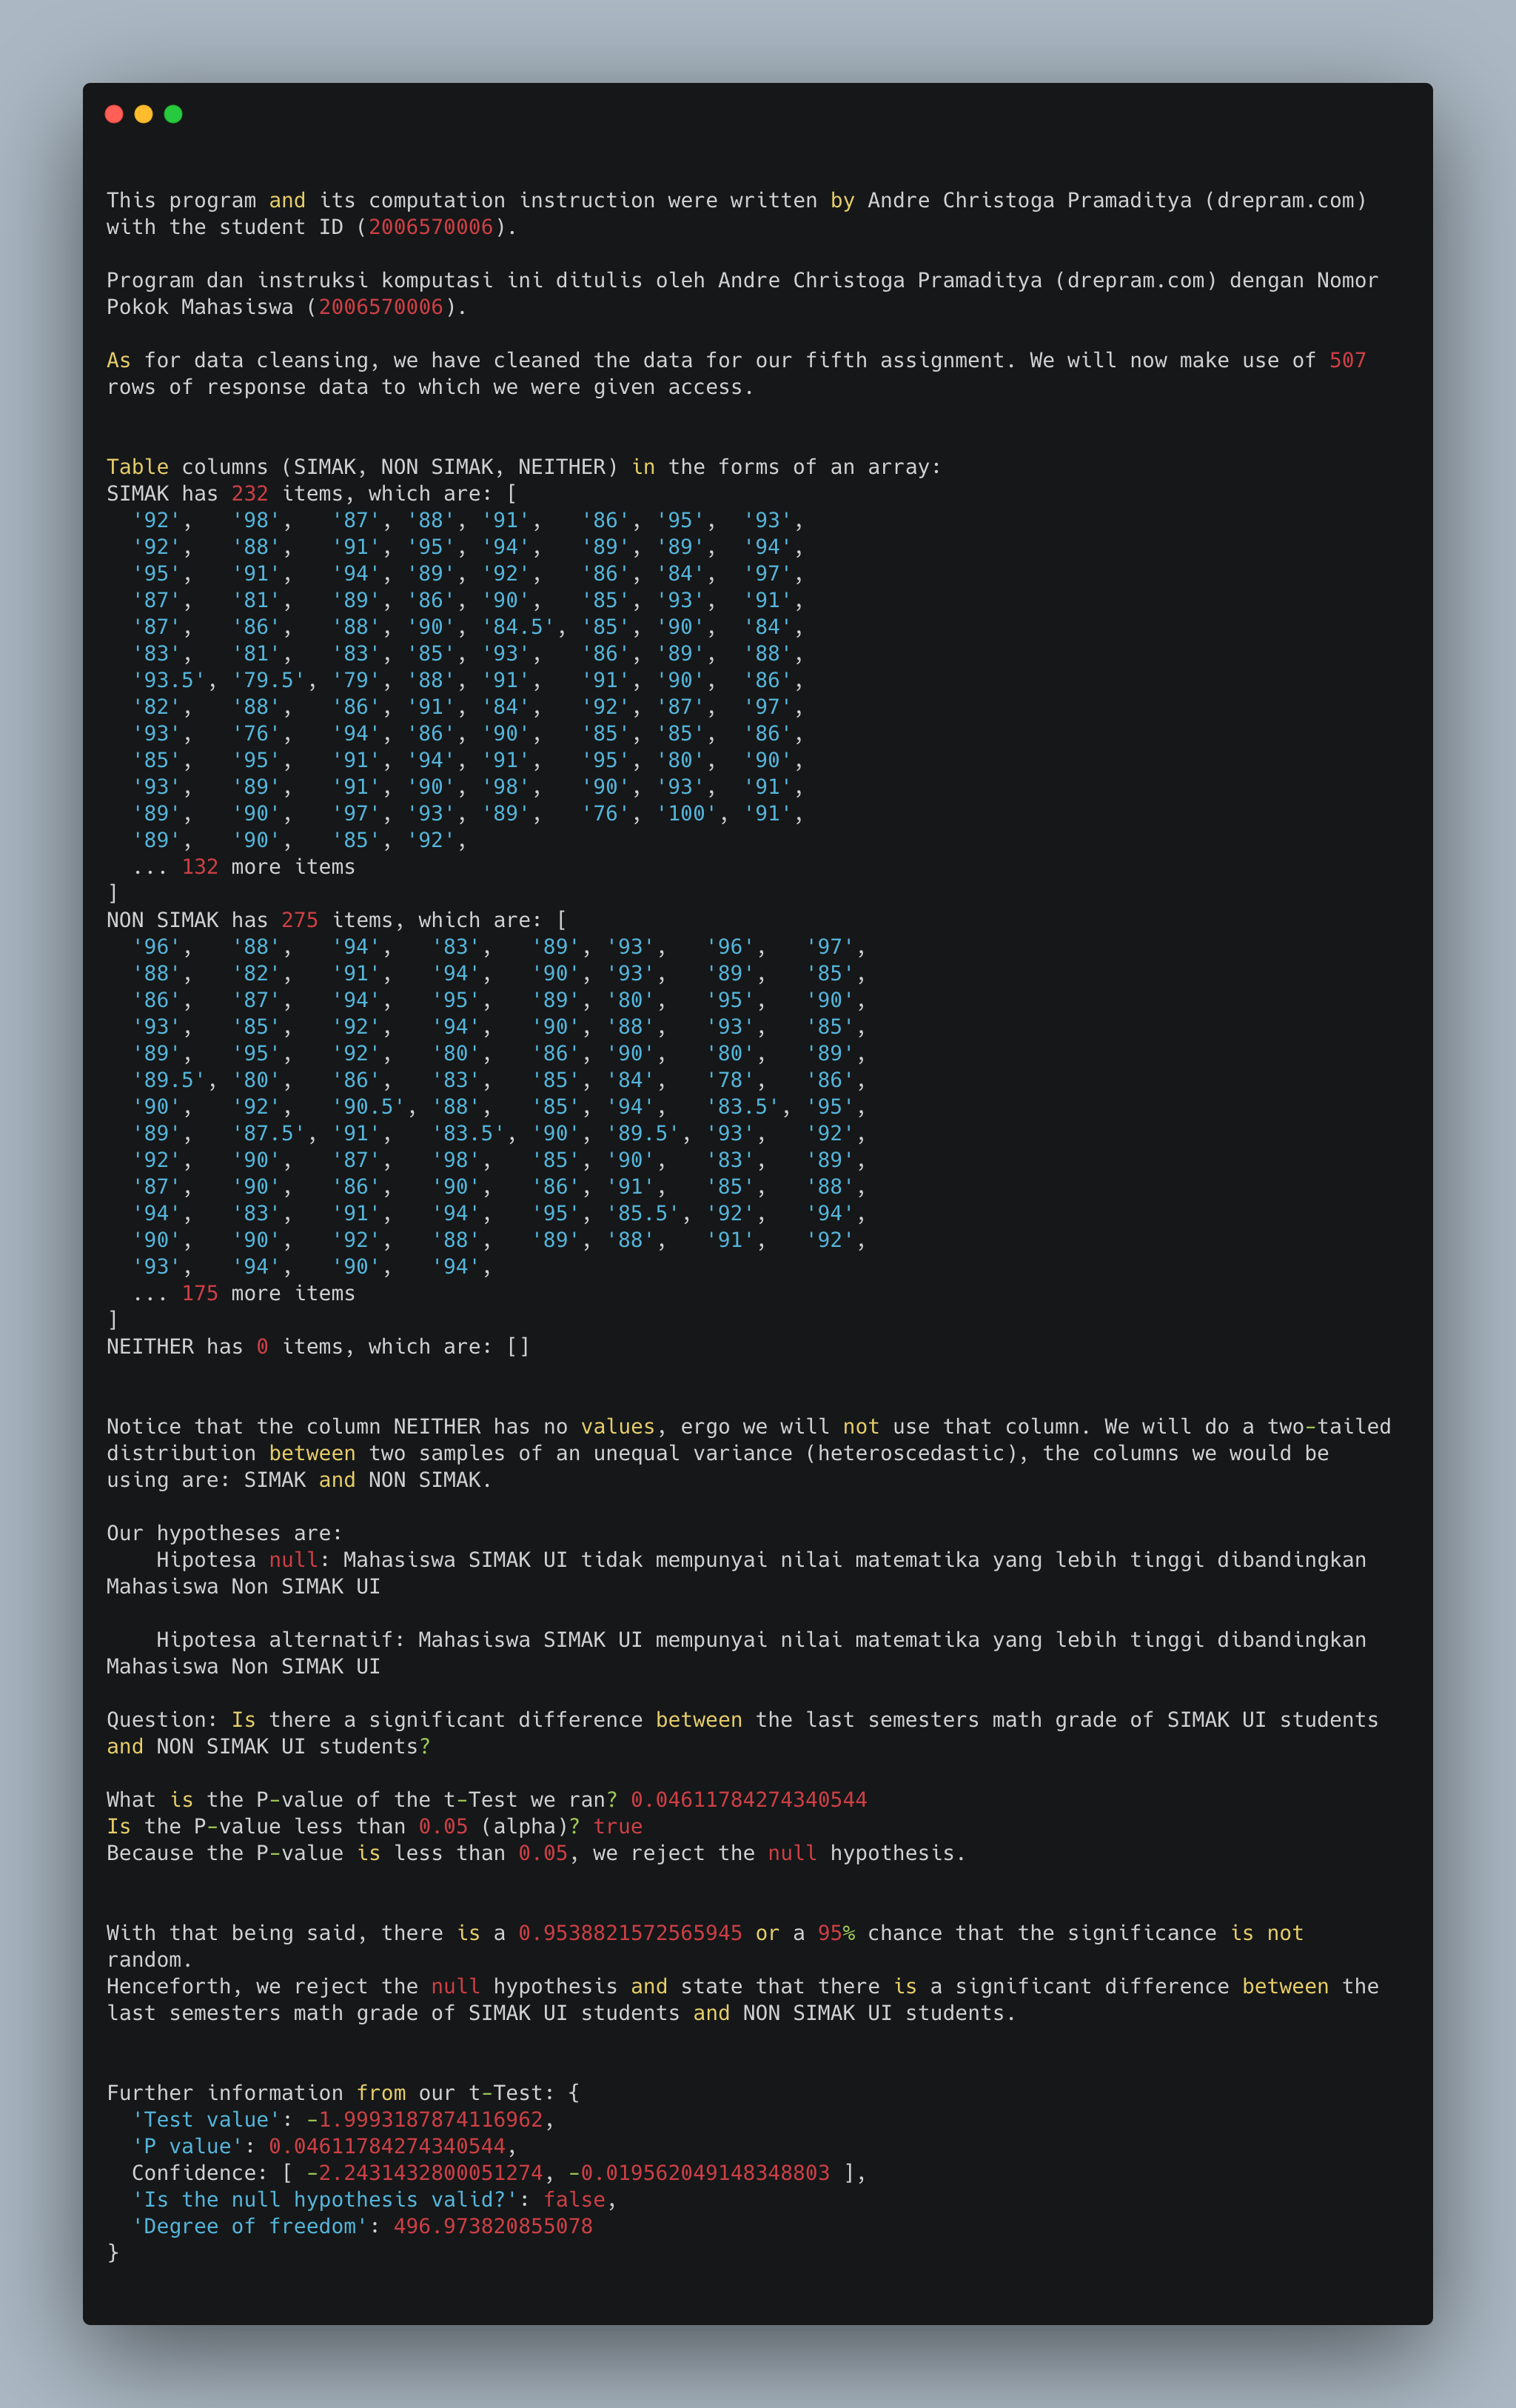 This program and its computation instruction were written by Andre Christoga Pramaditya (drepram.com)
with the student ID (2006570006).
Program dan instruksi komputasi ini ditulis oleh Andre Christoga Pramaditya (drepram.com) dengan Nomor
Pokok Mahasiswa (2006570006).
As for data cleansing, we have cleaned the data for our fifth assignment. We will now make use of 507
rows of response data to which we were given access.
Table columns (SIMAK, NON SIMAK, NEITHER) in the forms of an array:
SIMAK has 232 items, which are: [
'92', '98', '87', '88', '91', '86', '95', '93',
'92', '88', '91', '95', '94', '89', '89', '94',
'95', '91', '94', '89', '92', '86', '84', '97',
'87', '81', '89', '86', '90', '85', '93', '91',
'87', '86', '88', '90', '84.5', '85', '90', '84',
'83', '81', '83', '85', '93', '86', '89', '88',
'93.5', '79.5', '79', '88', '91', '91', '90', '86',
'82', '88', '86', '91', '84', '92', '87', '97',
'93', '76', '94', '86', '90', '85', '85', '86',
'85', '95', '91', '94', '91', '95', '80', '90',
'93', '89', '91', '90', '98', '90', '93', '91',
'89', '90', '97', '93', '89', '76', '100', '91',
'89', '90', '85', '92',
... 132 more items
]
NON SIMAK has 275 items, which are: [
'96', '88', '94', '83', '89', '93', '96', '97',
'88', '82', '91', '94', '90', '93', '89', '85',
'86', '87', '94', '95', '89', '80', '95', '90',
'93', '85', '92', '94', '90', '88', '93', '85',
'89', '95', '92', '80', '86', '90', '80', '89',
'89.5', '80', '86', '83', '85', '84', '78', '86',
'90', '92', '90.5', '88', '85', '94', '83.5', '95',
'89', '87.5', '91', '83.5', '90', '89.5', '93', '92',
'92', '90', '87', '98', '85', '90', '83', '89',
'87', '90', '86', '90', '86', '91', '85', '88',
'94', '83', '91', '94', '95', '85.5', '92', '94',
'90', '90', '92', '88', '89', '88', '91', '92',
'93', '94', '90', '94',
... 175 more items
]
NEITHER has 0 items, which are: []
Notice that the column NEITHER has no values, ergo we will not use that column. We will do a two-tailed
distribution between two samples of an unequal variance (heteroscedastic), the columns we would be
using are: SIMAK and NON SIMAK.
Our hypotheses are:
Hipotesa null: Mahasiswa SIMAK UI tidak mempunyai nilai matematika yang lebih tinggi dibandingkan
Mahasiswa Non SIMAK UI
Hipotesa alternatif: Mahasiswa SIMAK UI mempunyai nilai matematika yang lebih tinggi dibandingkan
Mahasiswa Non SIMAK UI
Question: Is there a significant difference between the last semesters math grade of SIMAK UI students
and NON SIMAK UI students?
What is the P-value of the t-Test we ran? 0.04611784274340544
Is the P-value less than 0.05 (alpha)? true
Because the P-value is less than 0.05, we reject the null hypothesis.
With that being said, there is a 0.9538821572565945 or a 95% chance that the significance is not
random.
Henceforth, we reject the null hypothesis and state that there is a significant difference between the
last semesters math grade of SIMAK UI students and NON SIMAK UI students.
Further information from our t-Test: {
'Test value': -1.9993187874116962,
'P value': 0.04611784274340544,
Confidence: [ -2.2431432800051274, -0.019562049148348803 ],
'Is the null hypothesis valid?': false,
'Degree of freedom': 496.973820855078
}